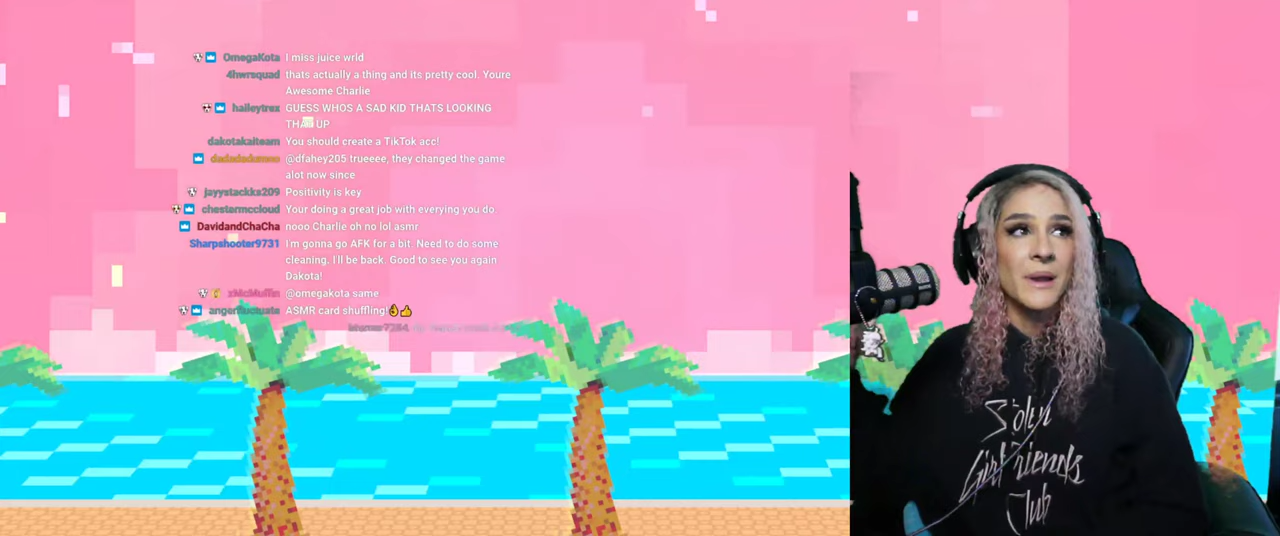 OmegaKota I miss juice wrld
4hwrsquad thats actually a thing and its pretty cool. Youre
Awesome Charlie
haileytrex GUESS WHOS A SAD KID THATS LOOKING
UP
dakotakaiteam You should create a TikTok acc!
@dfahey205 trueeee, they changed the game
alot now since
jayystackks209 Positivity is key
chestermccloud Your doing a great job with everying you do
DavidandChaCha nooo Charlie oh no lol asmr
Sharpshooter9731 I'm gonna go AFK for a bit. Need to do some
cleaning, I'll be back. Good to see you again
Dakota!
xMcMuffin @omegakota same
ASMR card shuffling!👌👍
Stolen
Girlfriends
Club